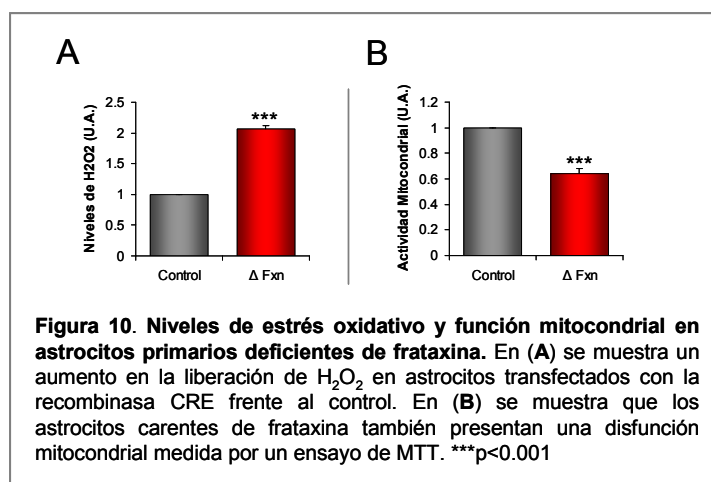 A
Niveles de H2O2 (U.A.)
2.5
2
1.5
1
0.5
0
***
Control
Δ Fxn
B
Actividad Mitocondrial (U.A.)
1.2
1
0.8
0.6
0.4
0.2
0
***
Control
Δ Fxn
Figura 10. Niveles de estrés oxidativo y función mitocondrial en
astrocitos primarios deficientes de frataxina. En (A) se muestra un
aumento en la liberación de H₂O₂ en astrocitos transfectados con la
recombinasa CRE frente al control. En (B) se muestra que los
astrocitos carentes de frataxina también presentan una disfunción
mitocondrial medida por un ensayo de MTT. ***p<0.001